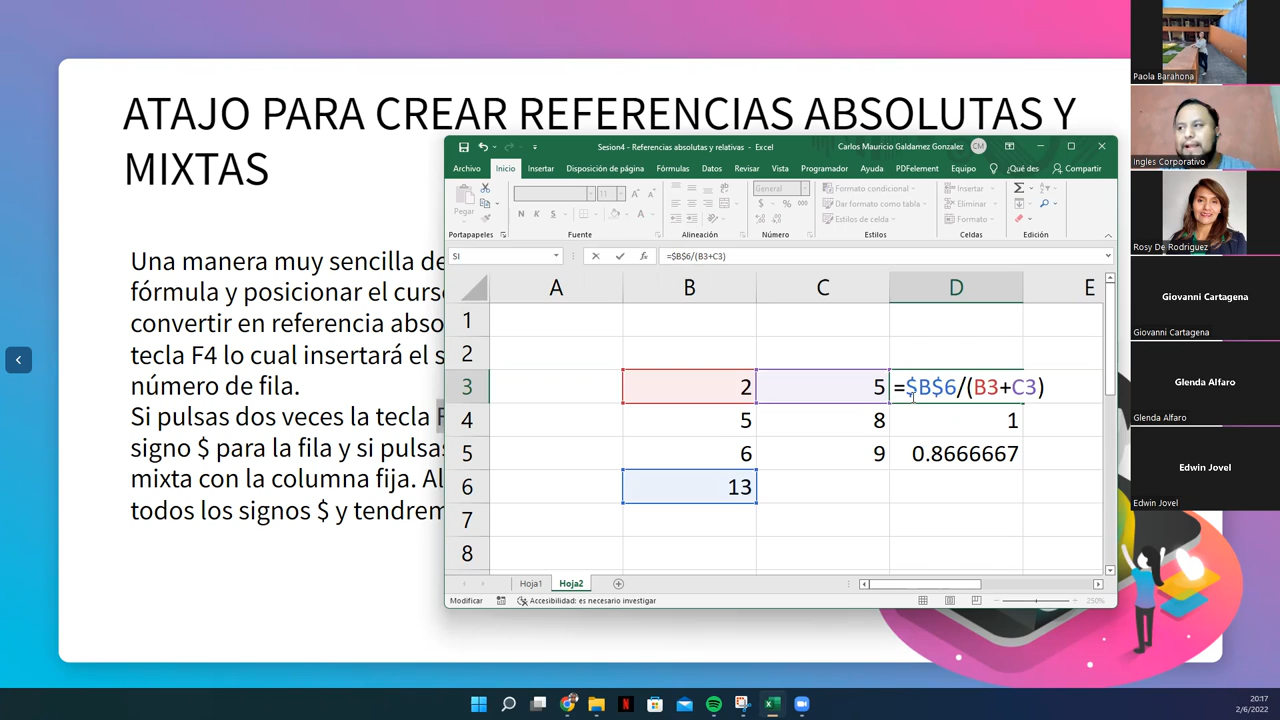 ATAJO PARA CREAR REFERENCIAS ABSOLUTAS Y
MIXTAS
Una manera muy sencilla de
fórmula y posicionar el curs
convertir en referencia abso
tecla F4 lo cual insertará el s
número de fila.
Si pulsas dos veces la tecla F
signo $ para la fila y si pulsas
mixta con la columna fija. Al
todos los signos $ y tendrem
Sesion4 - Referencias absolutas y relativas - Excel
Carlos Mauricio Galdamez Gonzalez
CM
Archivo Inicio Insertar Disposición de página Fórmulas Datos Revisar Vista Programador Ayuda PDFelement Equipo ¿Qué des Compartir
Pegar
11
General
Formato condicional
Dar formato como tabla
Estilos de celda
Insertar
Eliminar
Formato
N K S
$ % 000
Portapapeles Fuente Alineación Número Estilos Celdas Edición
SI
fx
=$B$6/(B3+C3)
A B C D E
1
2
3 2 5 =$B$6/(B3+C3)
4 5 8 1
5 6 9 0.8666667
6 13
7
8
Hoja1 Hoja2
Modificar
Accesibilidad: es necesario investigar
250%
Paola Barahona
Ingles Corporativo
Rosy De Rodriguez
Giovanni Cartagena
Giovanni Cartagena
Glenda Alfaro
Glenda Alfaro
Edwin Jovel
Edwin Jovel
20:17
2/6/2022